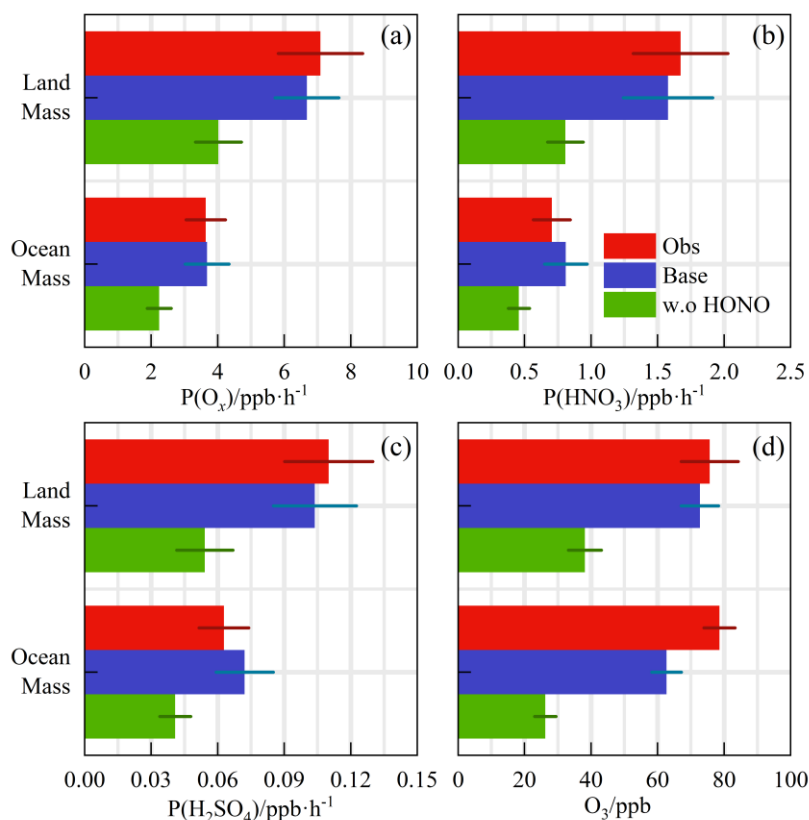 (a)
Land
Mass
Ocean
Mass
0 2 4 6 8 10
P(Oₓ)/ppb·h⁻¹
(b)
Obs
Base
w.o HONO
0.0 0.5 1.0 1.5 2.0 2.5
P(HNO₃)/ppb·h⁻¹
(c)
Land
Mass
Ocean
Mass
0.00 0.03 0.06 0.09 0.12 0.15
P(H₂SO₄)/ppb·h⁻¹
(d)
0 20 40 60 80 100
O₃/ppb